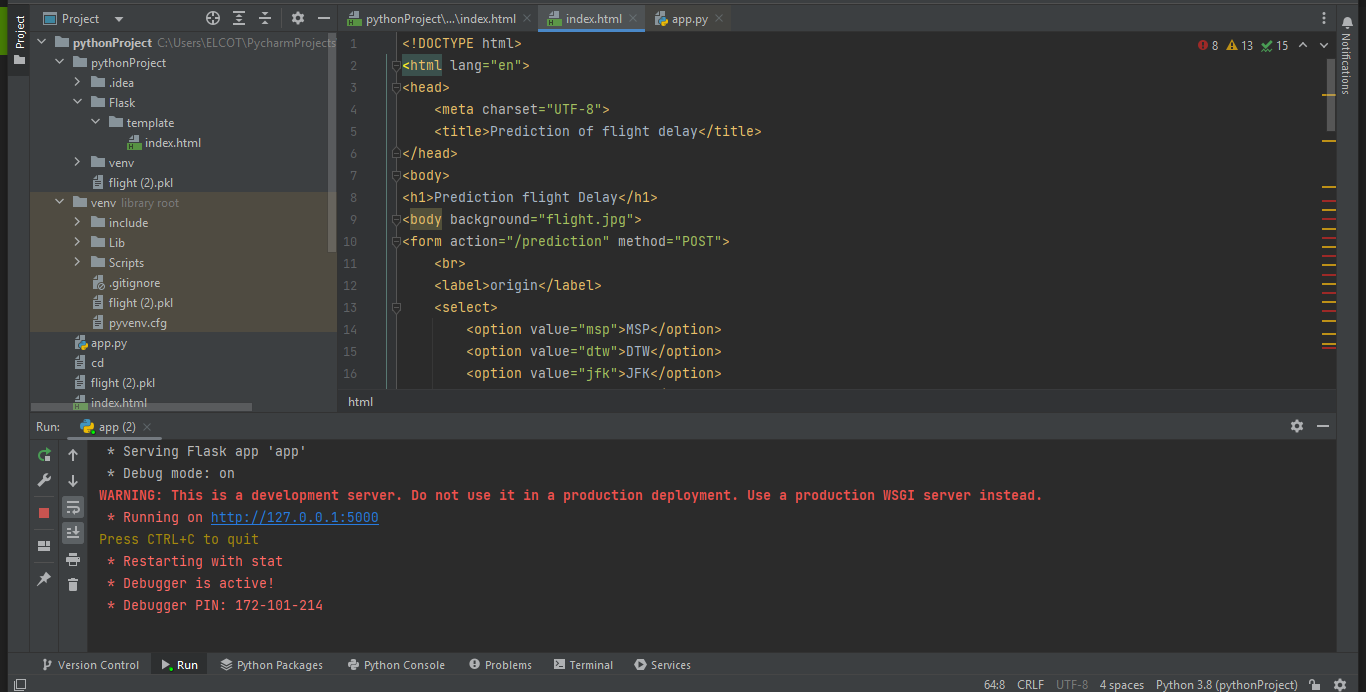 Project
pythonProject\...\index.html
index.html
app.py
Project
Notifications
pythonProject C:\Users\ELCOT\PycharmProjects
pythonProject
.idea
Flask
template
index.html
venv
flight (2).pkl
venv library root
include
Lib
Scripts
.gitignore
flight (2).pkl
pyvenv.cfg
app.py
cd
flight (2).pkl
index.html
8 13 15
1 <!DOCTYPE html>
2 <html lang="en">
3 <head>
4 <meta charset="UTF-8">
5 <title>Prediction of flight delay</title>
6 </head>
7 <body>
8 <h1>Prediction flight Delay</h1>
9 <body background="flight.jpg">
10 <form action="/prediction" method="POST">
11 <br>
12 <label>origin</label>
13 <select>
14 <option value="msp">MSP</option>
15 <option value="dtw">DTW</option>
16 <option value="jfk">JFK</option>
html
Run: app (2)
* Serving Flask app 'app'
* Debug mode: on
WARNING: This is a development server. Do not use it in a production deployment. Use a production WSGI server instead.
* Running on http://127.0.0.1:5000
Press CTRL+C to quit
* Restarting with stat
* Debugger is active!
* Debugger PIN: 172-101-214
Version Control Run Python Packages Python Console Problems Terminal Services
64:8 CRLF UTF-8 4 spaces Python 3.8 (pythonProject)